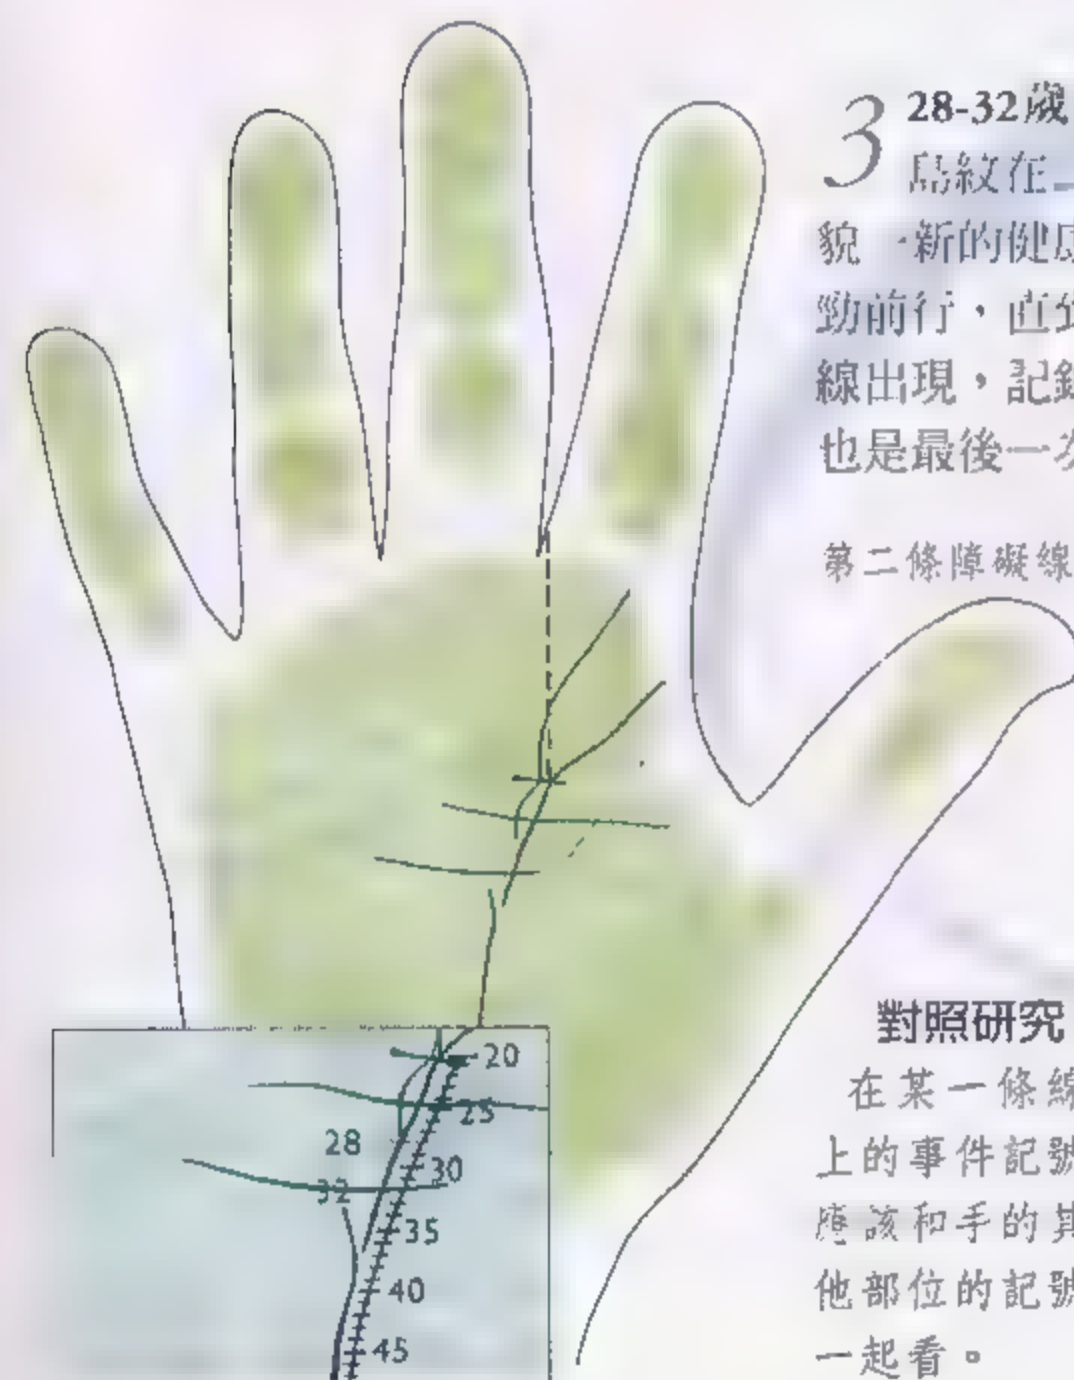 3
28-32歲
島紋在
貌 新的健
勁前行，直
線出現，記
也是最後一
第二條障礙線
20
25
28
30
32
35
40
45
對照研究
在某一條線
上的事件記號
應該和手的其
他部位的記號
一起看。